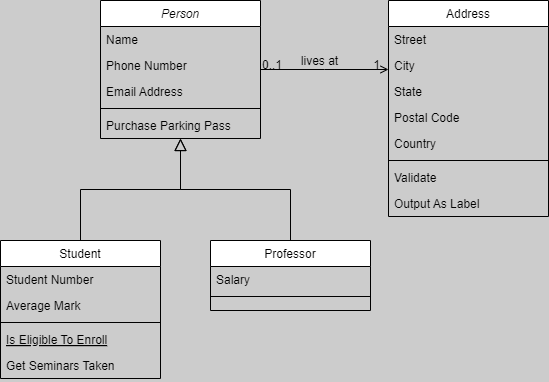 Person
Name
Phone Number
Email Address
Purchase Parking Pass
0..1
lives at
1
Address
Street
City
State
Postal Code
Country
Validate
Output As Label
Student
Student Number
Average Mark
Is Eligible To Enroll
Get Seminars Taken
Professor
Salary